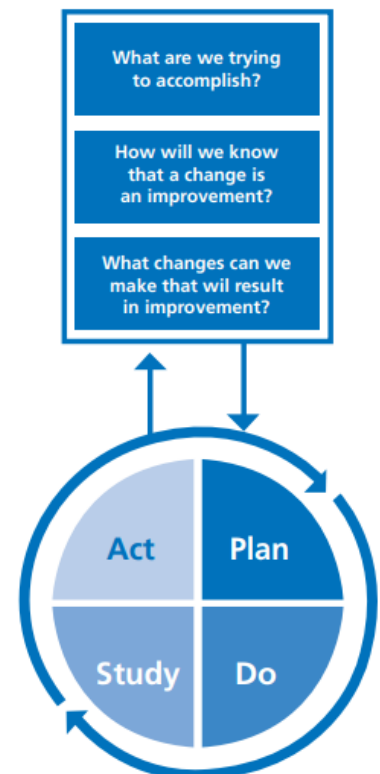 What are we trying
to accomplish?
How will we know
that a change is
an improvement?
What changes can we
make that wil result
in improvement?
Act
Plan
Study
Do